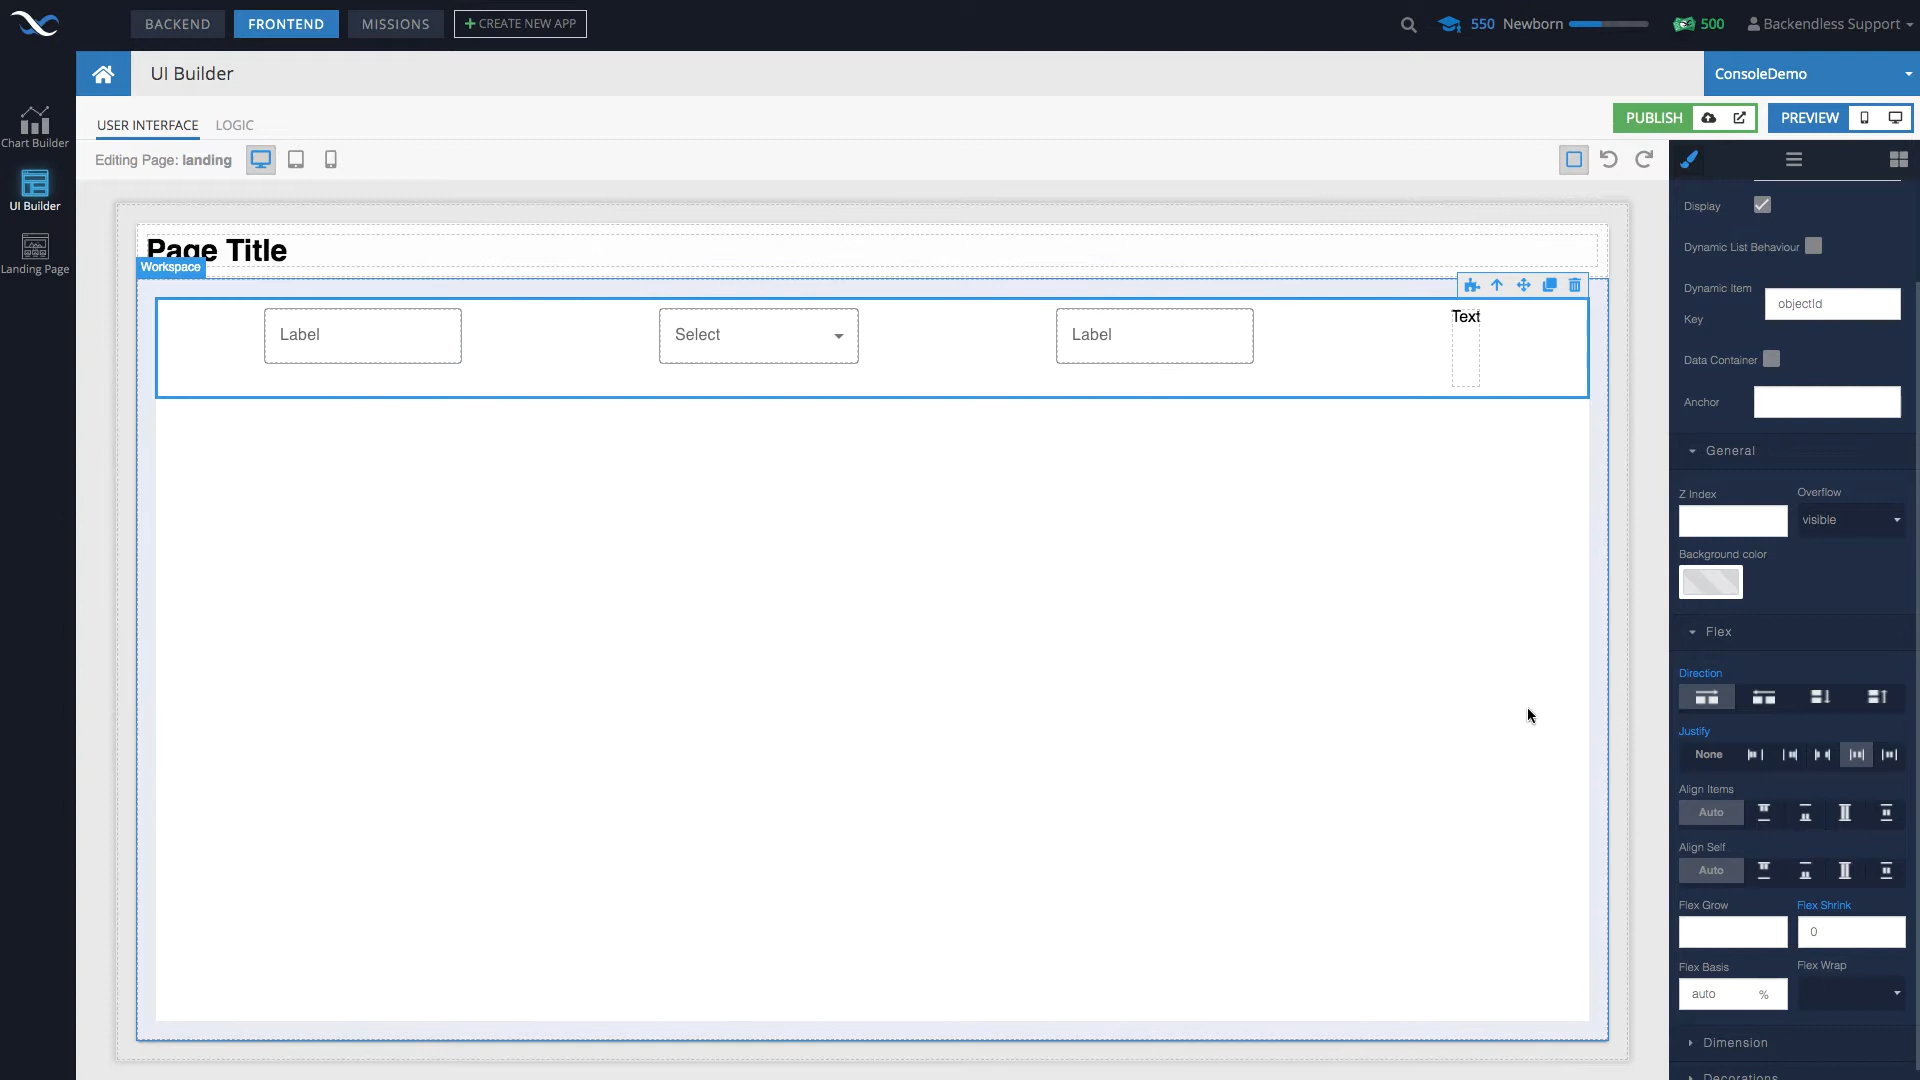 BACKEND
FRONTEND
MISSIONS
+ CREATE NEW APP
550 Newborn
500
Backendless Support
UI Builder
ConsoleDemo
USER INTERFACE
LOGIC
PUBLISH
PREVIEW
Chart Builder
UI Builder
Landing Page
Editing Page: landing
Page Title
Workspace
Label
Select
Label
Text
Display
Dynamic List Behaviour
Dynamic Item Key
objectId
Data Container
Anchor
General
Z Index
Overflow
visible
Background color
Flex
Direction
Justify
None
Align Items
Auto
Align Self
Auto
Flex Grow
Flex Shrink
0
Flex Basis
Flex Wrap
auto %
Dimension
Decorations